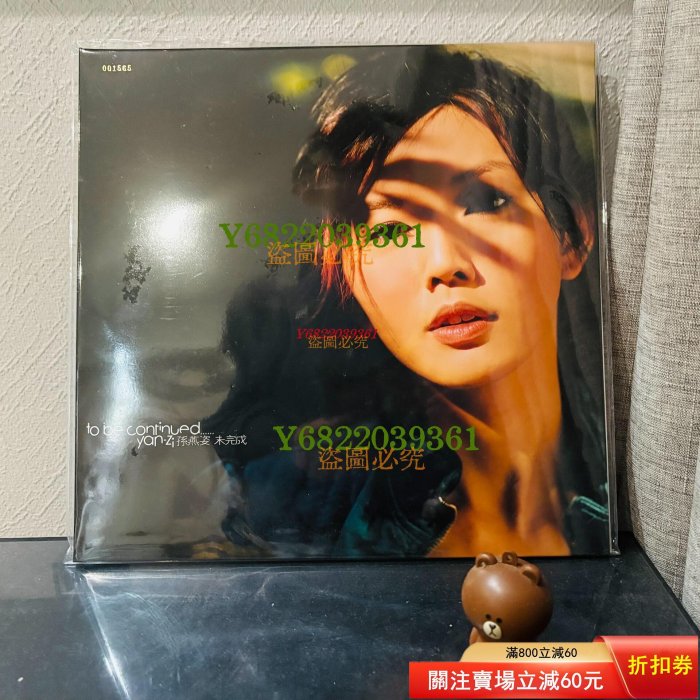 001565
Y6822039361
盜圖必究
Y6822039361
盜圖必究
to be continued......
yan-zi 孫燕姿 未完成
Y6822039361
盜圖必究
滿800立減60
關注賣場立減60元
折扣券